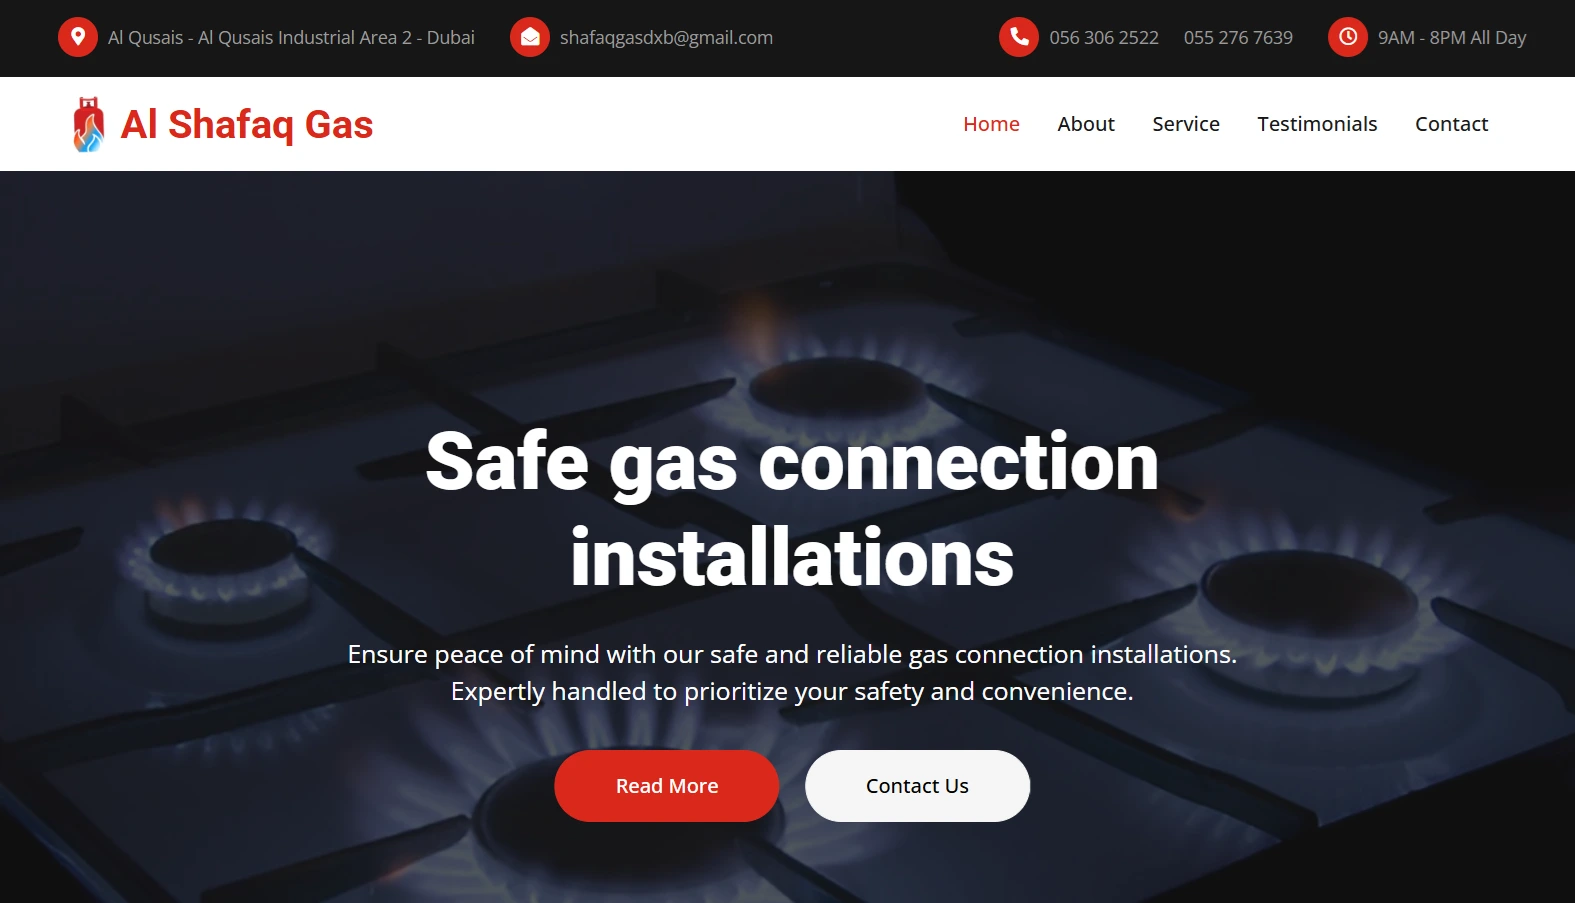 Al Qusais - Al Qusais Industrial Area 2 - Dubai
shafaqgasdxb@gmail.com
056 306 2522
055 276 7639
9AM - 8PM All Day
Al Shafaq Gas
Home
About
Service
Testimonials
Contact
Safe gas connection
installations
Ensure peace of mind with our safe and reliable gas connection installations.
Expertly handled to prioritize your safety and convenience.
Read More
Contact Us